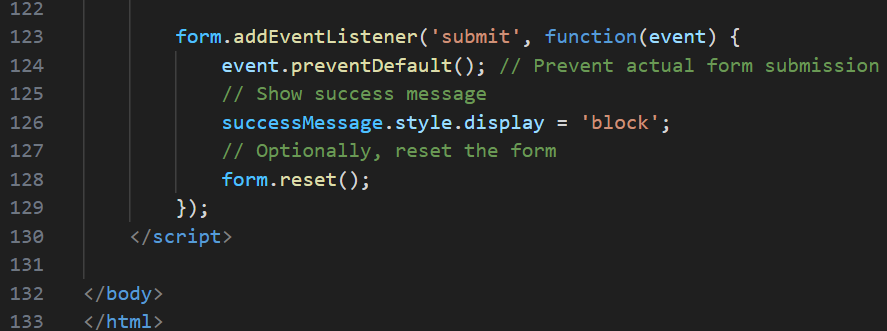 122
123 form.addEventListener('submit', function(event) {
124 event.preventDefault(); // Prevent actual form submission
125 // Show success message
126 successMessage.style.display = 'block';
127 // Optionally, reset the form
128 form.reset();
129 });
130 </script>
131
132 </body>
133 </html>